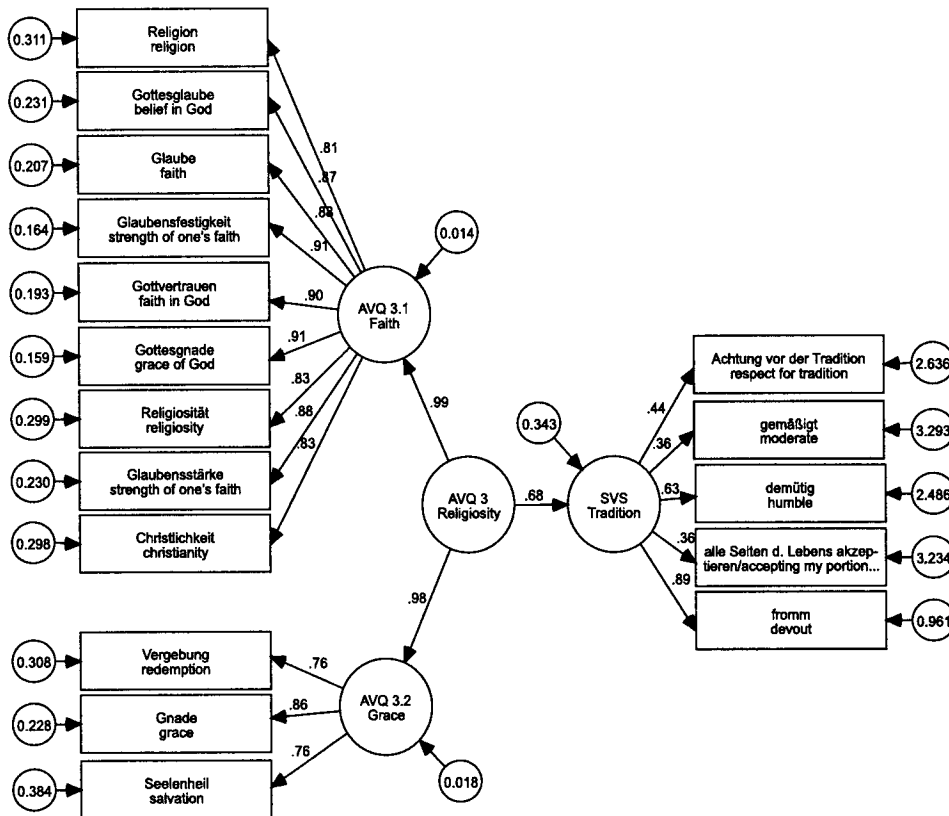 0.311
Religion
religion
0.231
Gottesglaube
belief in God
0.207
Glaube
faith
0.164
Glaubensfestigkeit
strength of one's faith
0.193
Gottvertrauen
faith in God
0.159
Gottesgnade
grace of God
0.299
Religiosität
religiosity
0.230
Glaubensstärke
strength of one's faith
0.298
Christlichkeit
christianity
.81
.87
.88
.91
.90
.91
.83
.88
.83
0.014
AVQ 3.1
Faith
.99
AVQ 3
Religiosity
.68
0.343
SVS
Tradition
.44
.36
.63
.36
.89
Achtung vor der Tradition
respect for tradition
2.636
gemäßigt
moderate
3.293
demütig
humble
2.486
alle Seiten d. Lebens akzep-
tieren/accepting my portion...
3.234
fromm
devout
0.961
.98
AVQ 3.2
Grace
0.018
.76
.86
.76
0.308
Vergebung
redemption
0.228
Gnade
grace
0.384
Seelenheil
salvation